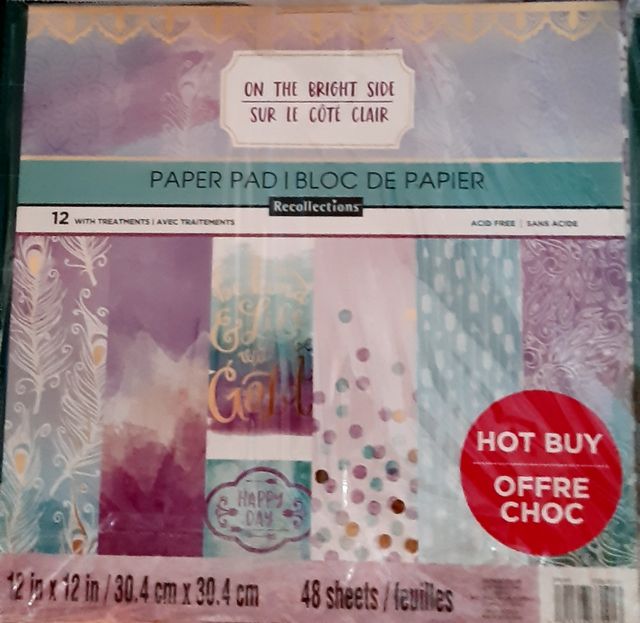 ON THE BRIGHT SIDE
SUR LE CÔTÉ CLAIR
PAPER PAD | BLOC DE PAPIER
Recollections
12 WITH TREATMENTS | AVEC TRAITEMENTS
ACID FREE | SANS ACIDE
HAPPY
DAY
HOT BUY
OFFRE
CHOC
12 in x 12 in / 30.4 cm x 30.4 cm
48 sheets / feuilles